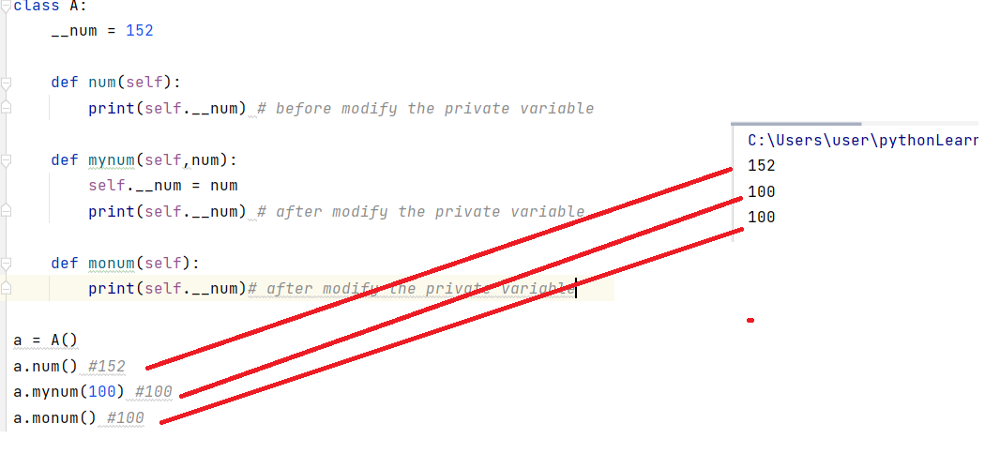 class A:
    __num = 152
    def num(self):
        print(self.__num) # before modify the private variable
    def mynum(self,num):
        self.__num = num
        print(self.__num) # after modify the private variable
    def monum(self):
        print(self.__num)# after modify the private variable
a = A()
a.num() #152
a.mynum(100) #100
a.monum() #100
C:\Users\user\pythonLearn
152
100
100